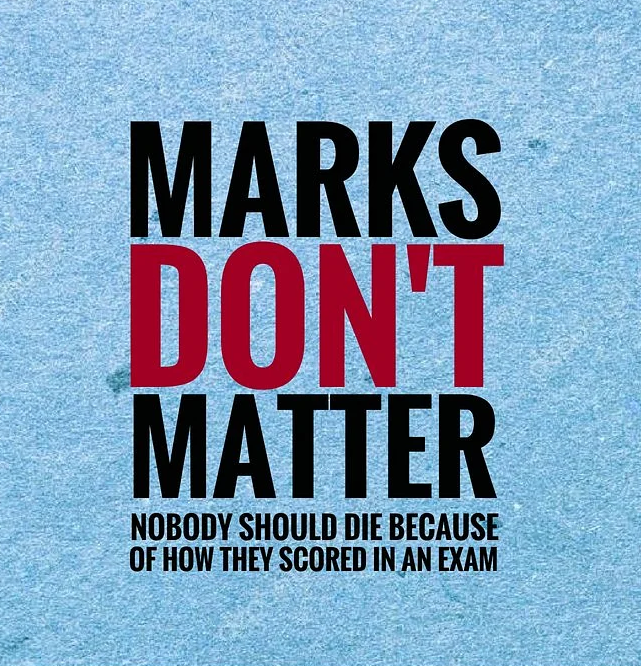 MARKS
DON'T
MATTER
NOBODY SHOULD DIE BECAUSE
OF HOW THEY SCORED IN AN EXAM